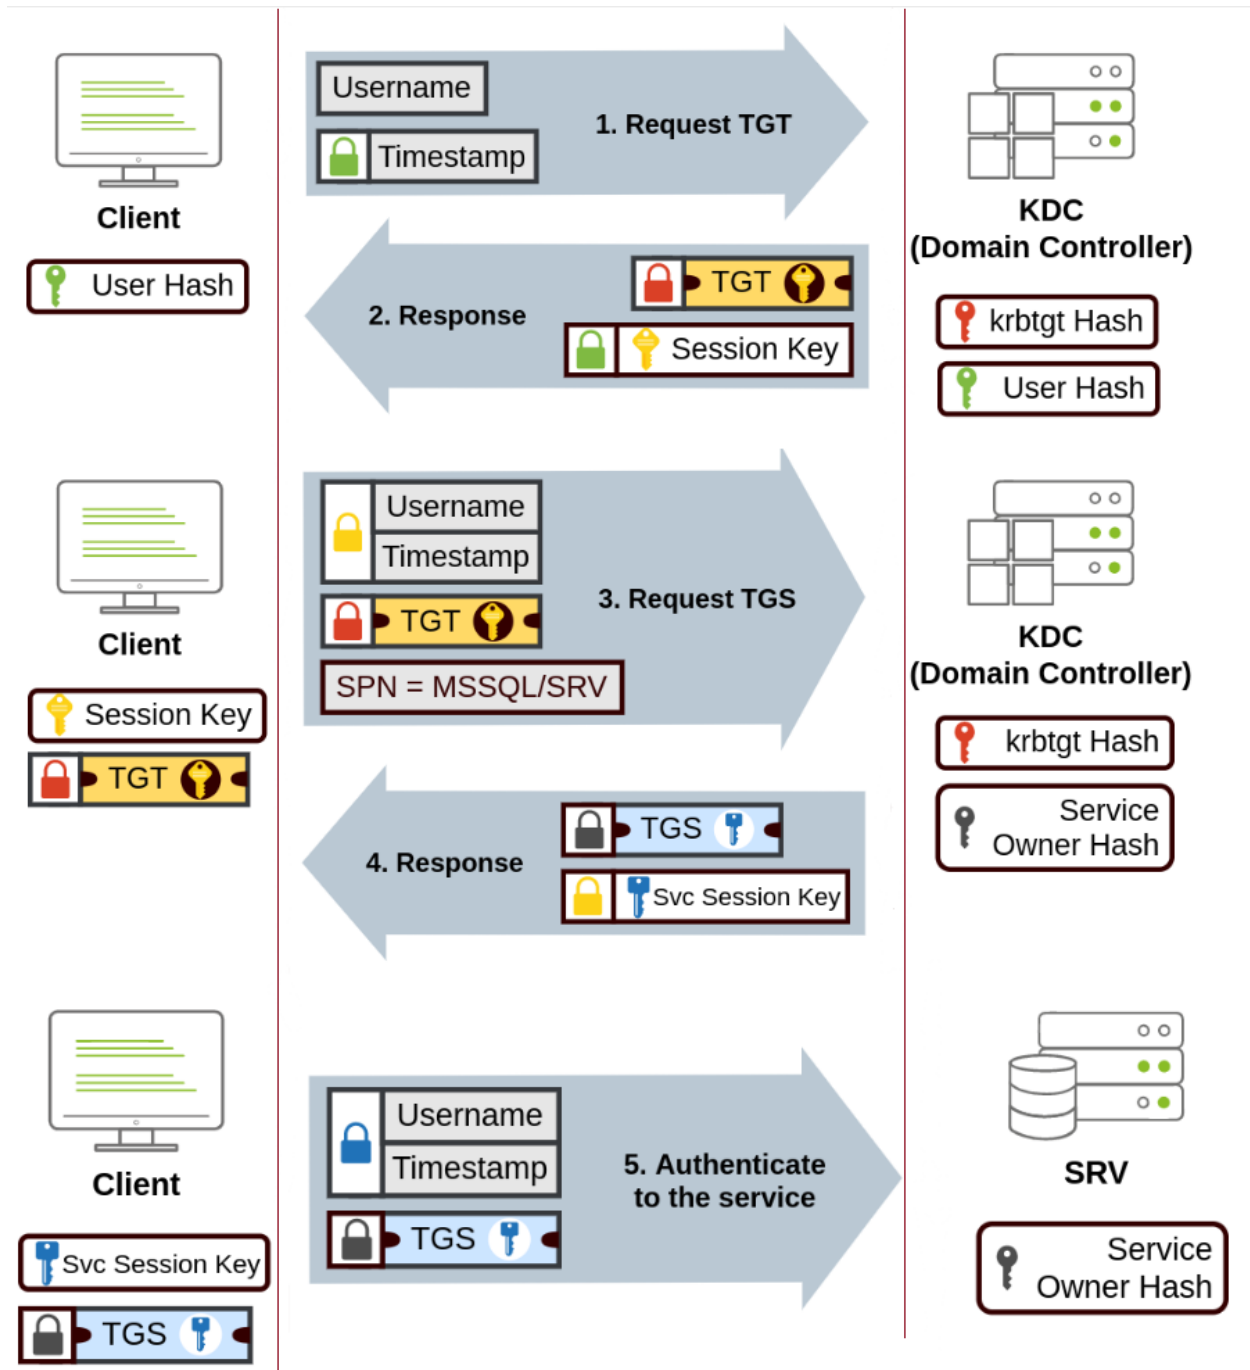 Username
Timestamp
1. Request TGT
Client
User Hash
KDC
(Domain Controller)
krbtgt Hash
User Hash
2. Response
TGT
Session Key
Username
Timestamp
TGT
SPN = MSSQL/SRV
3. Request TGS
Client
Session Key
TGT
KDC
(Domain Controller)
krbtgt Hash
Service
Owner Hash
4. Response
TGS
Svc Session Key
Username
Timestamp
TGS
5. Authenticate
to the service
Client
Svc Session Key
TGS
SRV
Service
Owner Hash